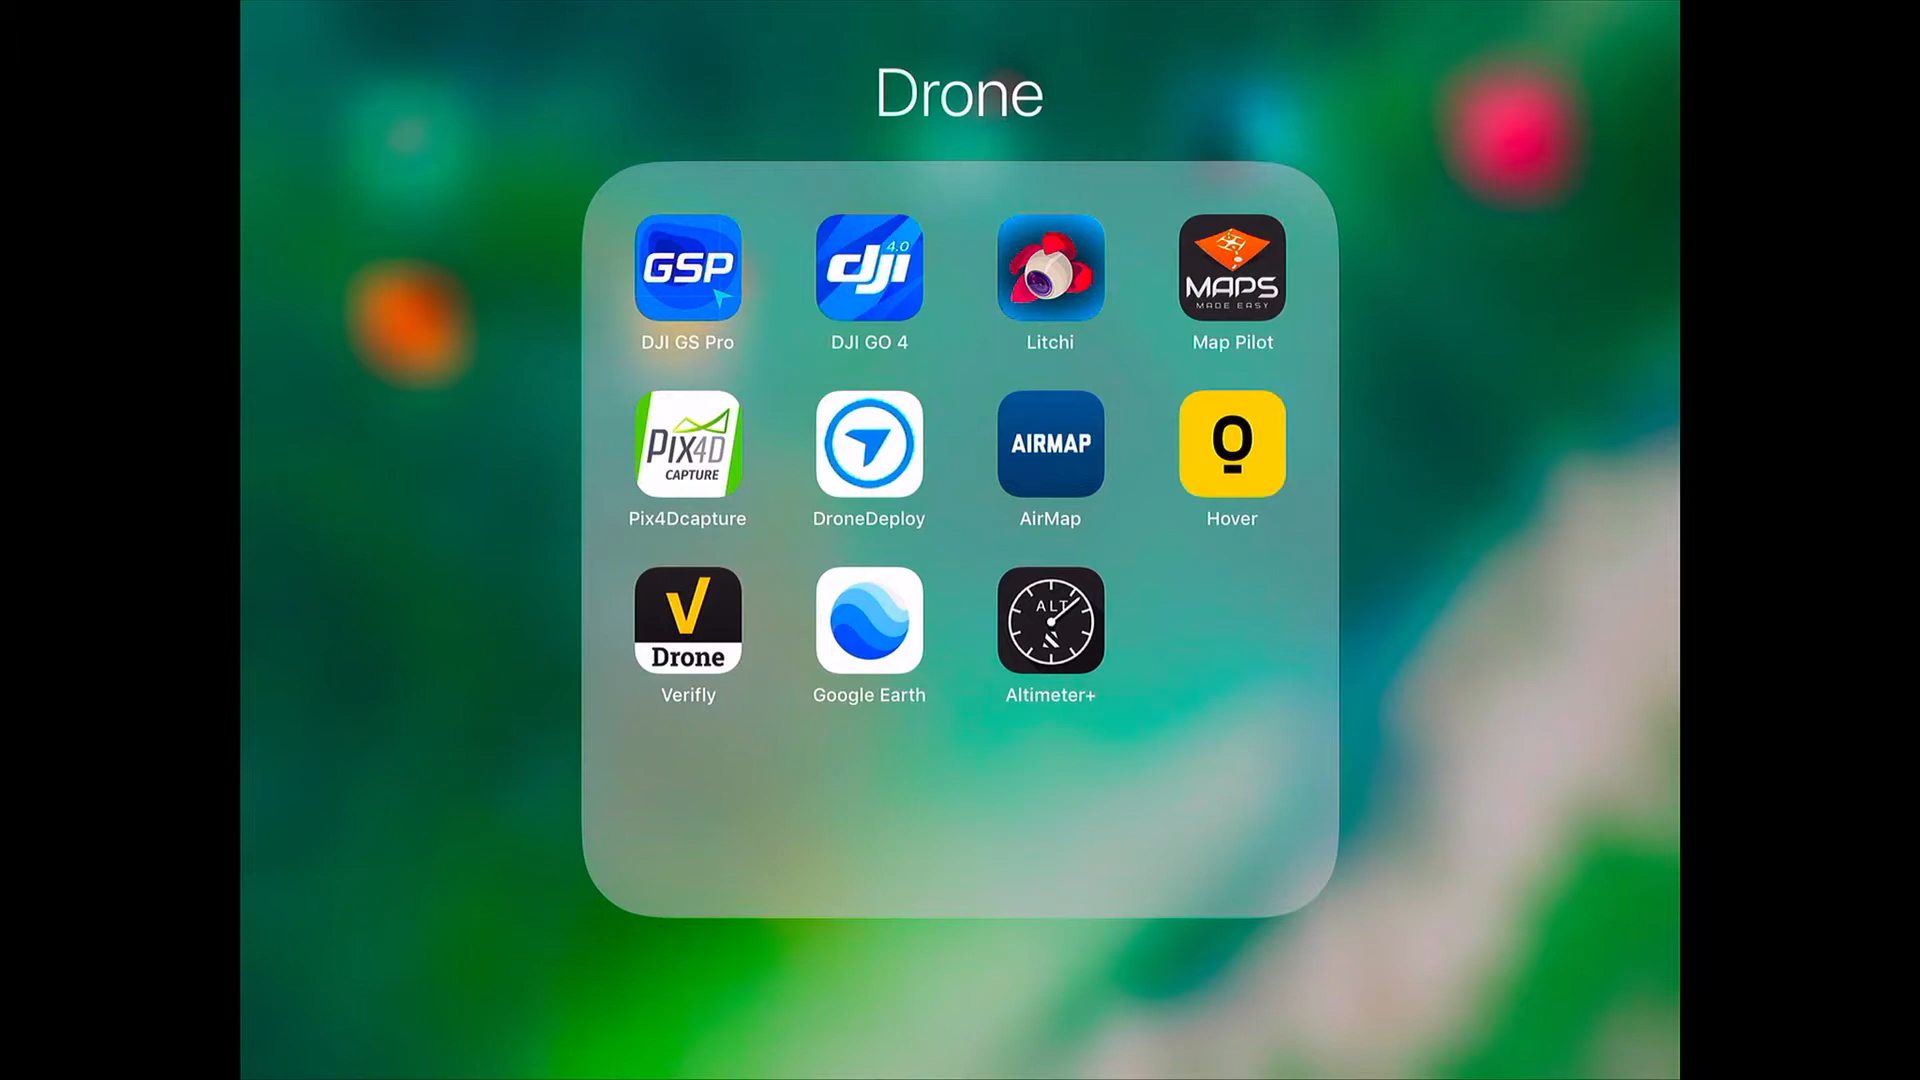 Drone
GSP
4.0
dji
MAPS
MADE EASY
DJI GS Pro
DJI GO 4
Litchi
Map Pilot
PIX4D
CAPTURE
AIRMAP
Pix4Dcapture
DroneDeploy
AirMap
Hover
Drone
ALT
Verifly
Google Earth
Altimeter+